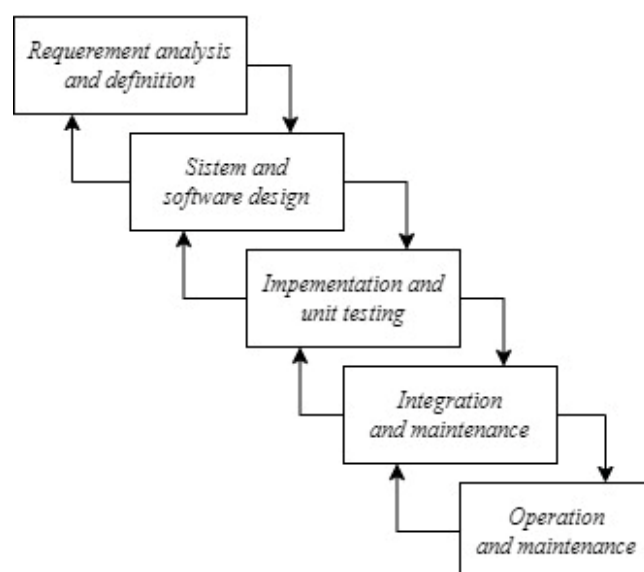 Requerement analysis
and definition
Sistem and
software design
Impementation and
unit testing
Integration
and maintenance
Operation
and maintenance